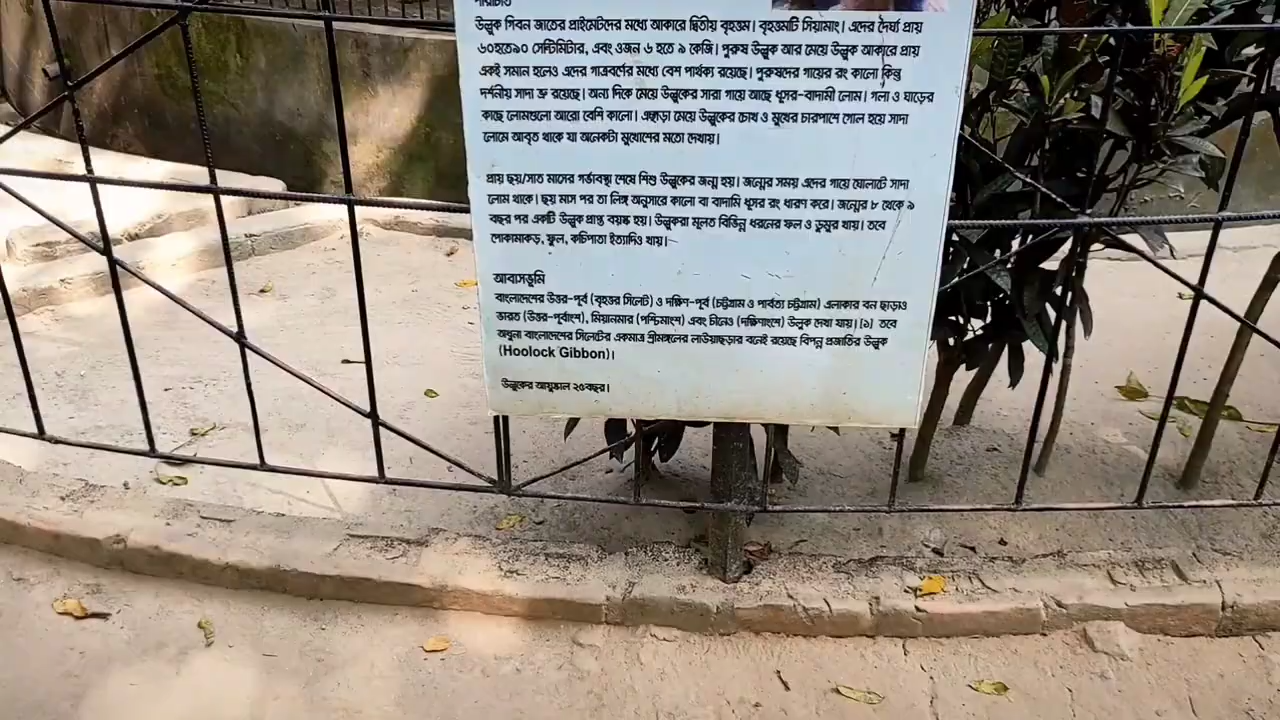 পরিচিতি
উল্লুক গিবন জাতের প্রাইমেটদের মধ্যে আকারে দ্বিতীয় বৃহত্তম। বৃহত্তমটি সিয়ামাং। এদের দৈর্ঘ্য প্রায়
৬০হতে৯০ সেন্টিমিটার, এবং ওজন ৬ হতে ৯ কেজি। পুরুষ উল্লুক আর মেয়ে উল্লুক আকারে প্রায়
একই সমান হলেও এদের গাত্রবর্ণের মধ্যে বেশ পার্থক্য রয়েছে। পুরুষদের গায়ের রং কালো কিন্তু
দর্শনীয় সাদা ভ্রু রয়েছে। অন্য দিকে মেয়ে উল্লুকের সারা গায়ে আছে ধূসর-বাদামী লোম। গলা ও ঘাড়ের
কাছে লোমগুলো আরো বেশি কালো। এছাড়া মেয়ে উল্লুকের চোখ ও মুখের চারপাশে গোল হয়ে সাদা
লোমে আবৃত থাকে যা অনেকটা মুখোশের মতো দেখায়।
প্রায় ছয়/সাত মাসের গর্ভাবস্থা শেষে শিশু উল্লুকের জন্ম হয়। জন্মের সময় এদের গায়ে ঘোলাটে সাদা
লোম থাকে। ছয় মাস পর তা লিঙ্গ অনুসারে কালো বা বাদামি ধূসর রং ধারণ করে। জন্মের ৮ থেকে ৯
বছর পর একটি উল্লুক প্রাপ্ত বয়স্ক হয়। উল্লুকরা মূলত বিভিন্ন ধরনের ফল ও ডুমুর খায়। তবে
পোকামাকড়, ফুল, কচিপাতা ইত্যাদিও খায়।
আবাসভূমি
বাংলাদেশের উত্তর-পূর্ব (বৃহত্তর সিলেট) ও দক্ষিণ-পূর্ব (চট্টগ্রাম ও পার্বত্য চট্টগ্রাম) এলাকার বন ছাড়াও
ভারত (উত্তর-পূর্বাংশ), মিয়ানমার (পশ্চিমাংশ) এবং চীনেও (দক্ষিণাংশে) উল্লুক দেখা যায়।(১) তবে
অধুনা বাংলাদেশের সিলেটের একমাত্র শ্রীমঙ্গলের লাউয়াছড়ার বনেই রয়েছে বিপন্ন প্রজাতির উল্লুক
(Hoolock Gibbon)।
উল্লুকের আয়ুষ্কাল ২৫বছর।